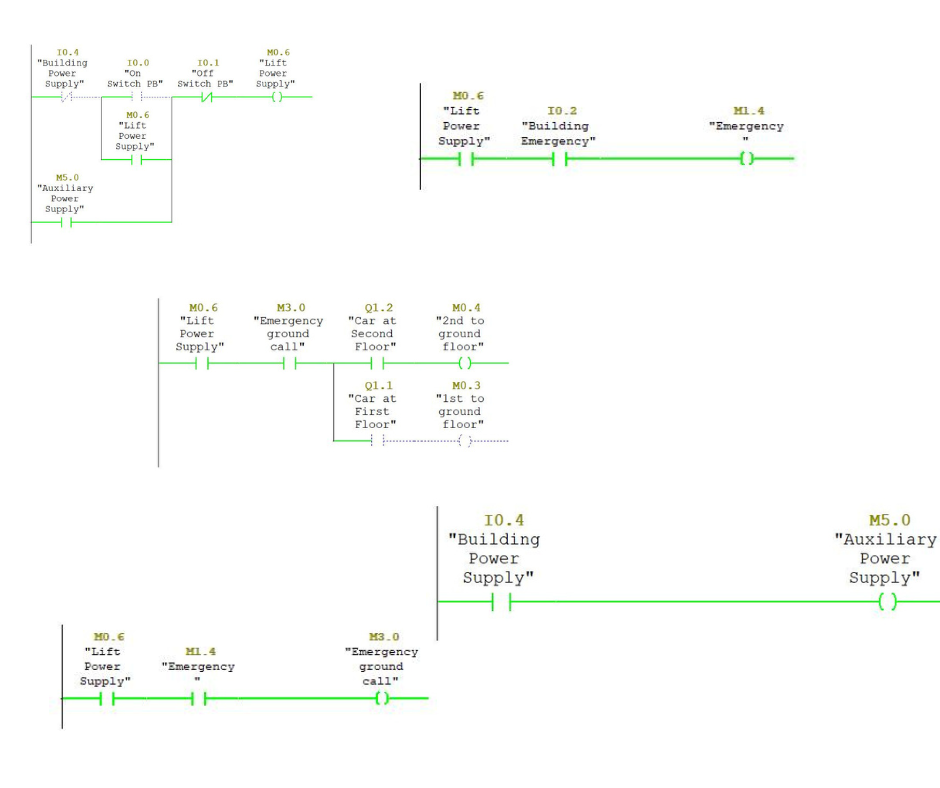 I0.4
"Building
Power
Supply"
I0.0
"On
Switch PB"
I0.1
"Off
Switch PB"
M0.6
"Lift
Power
Supply"
M0.6
"Lift
Power
Supply"
M5.0
"Auxiliary
Power
Supply"
M0.6
"Lift
Power
Supply"
I0.2
"Building
Emergency"
M1.4
"Emergency
"
M0.6
"Lift
Power
Supply"
M3.0
"Emergency
ground
call"
Q1.2
"Car at
Second
Floor"
M0.4
"2nd to
ground
floor"
Q1.1
"Car at
First
Floor"
M0.3
"1st to
ground
floor"
I0.4
"Building
Power
Supply"
M5.0
"Auxiliary
Power
Supply"
M0.6
"Lift
Power
Supply"
M1.4
"Emergency
"
M3.0
"Emergency
ground
call"